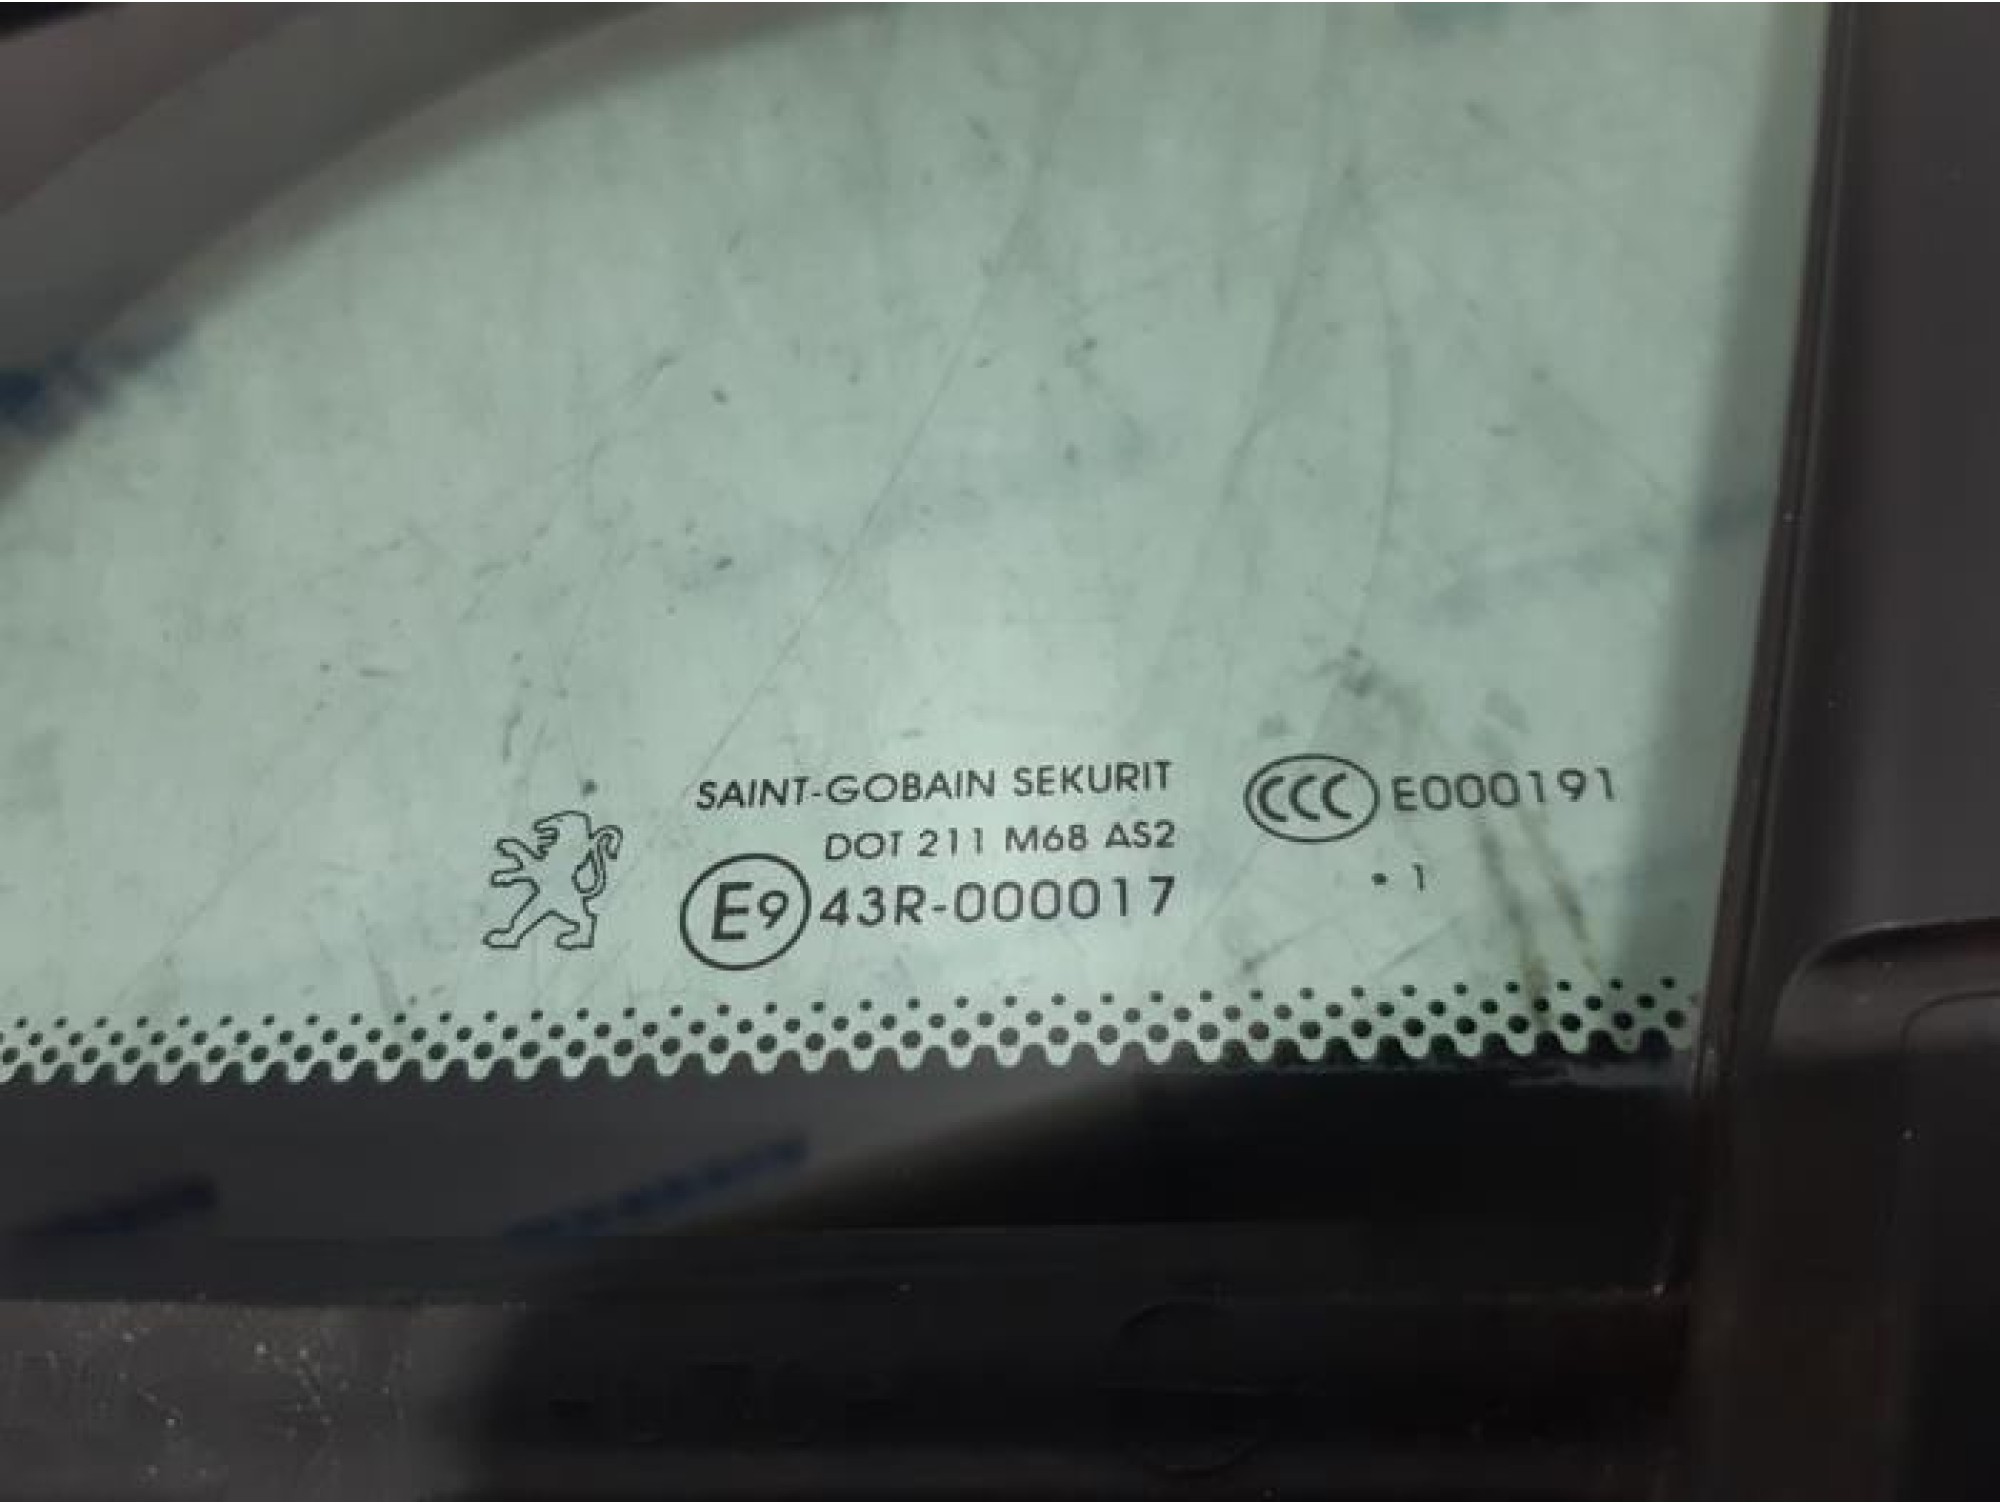 SAINT-GOBAIN SEKURIT
DOT 211 M68 AS2
E9 43R-000017
CCC E000191
• 1